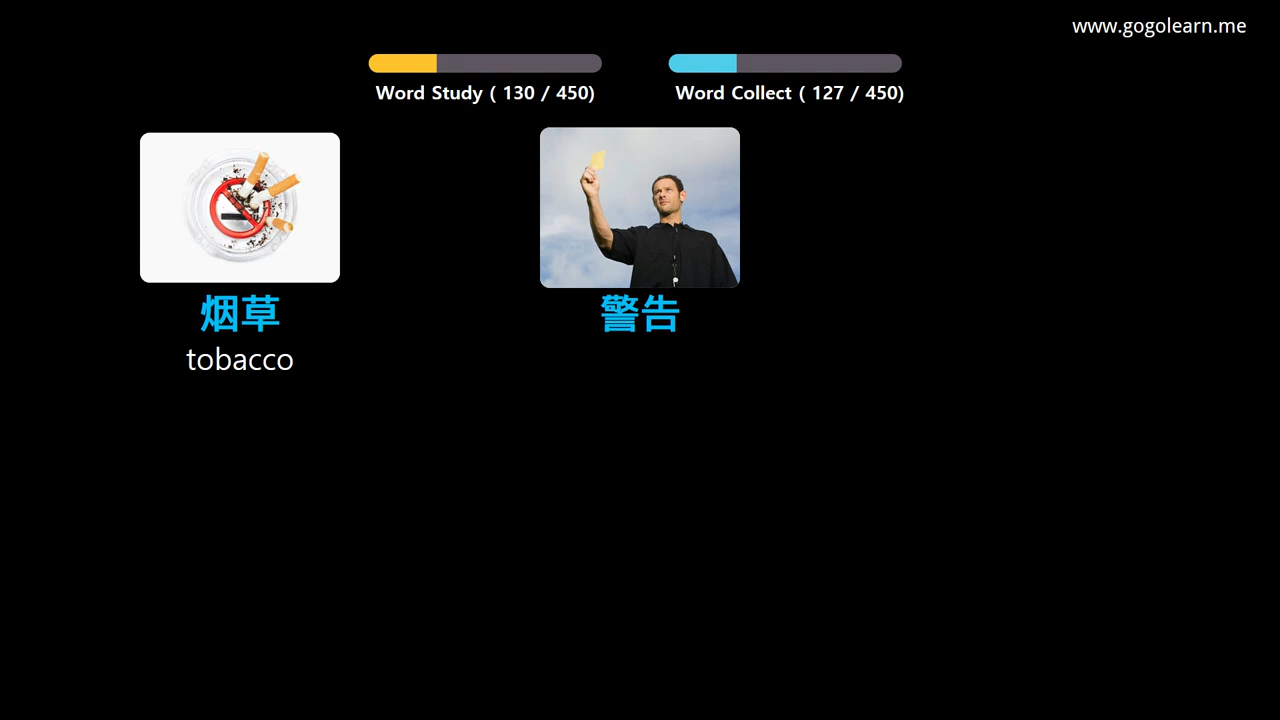 www.gogolearn.me
Word Study ( 130 / 450)
Word Collect ( 127 / 450)
烟草
警告
tobacco